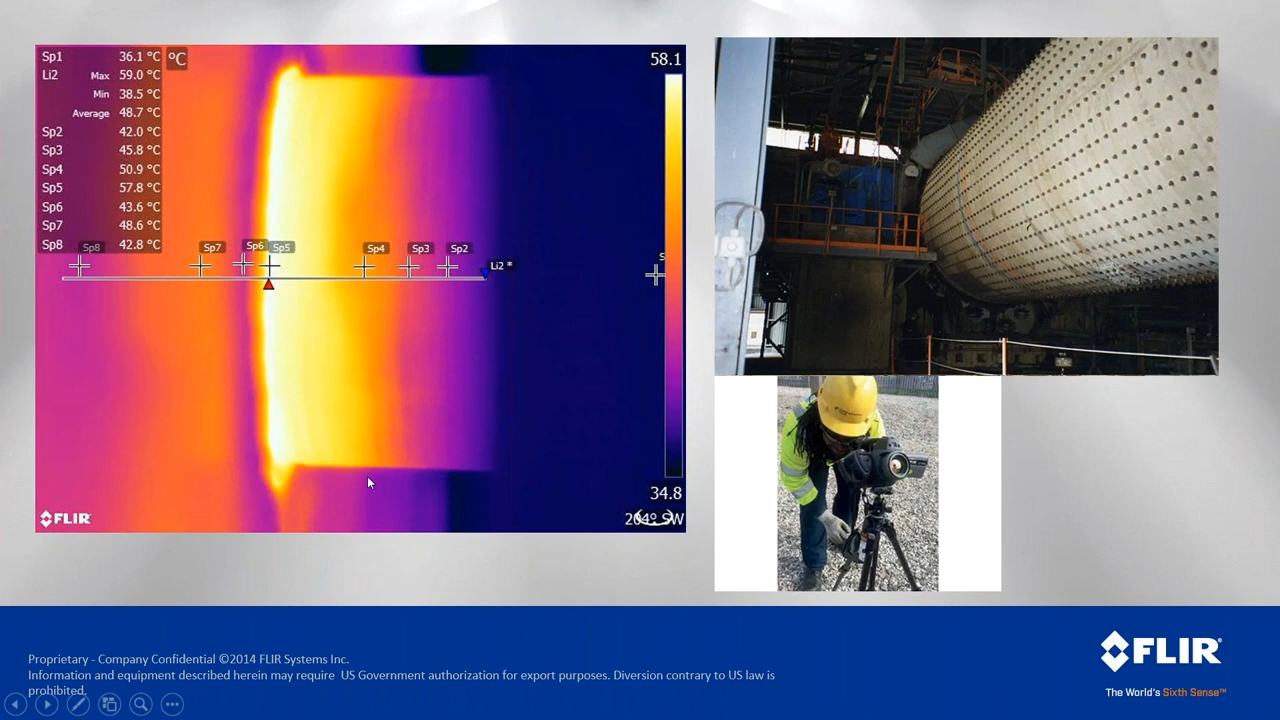 Sp1 36.1 °C
Li2 Max 59.0 °C
Min 38.5 °C
Average 48.7 °C
Sp2 42.0 °C
Sp3 45.8 °C
Sp4 50.9 °C
Sp5 57.8 °C
Sp6 43.6 °C
Sp7 48.6 °C
Sp8 42.8 °C
°C
58.1
Sp8 Sp7 Sp6 Sp5 Sp4 Sp3 Sp2 S
Li2 *
34.8
204° SW
FLIR
Proprietary - Company Confidential ©2014 FLIR Systems Inc.
Information and equipment described herein may require US Government authorization for export purposes. Diversion contrary to US law is
prohibited.
FLIR
The World's Sixth Sense™